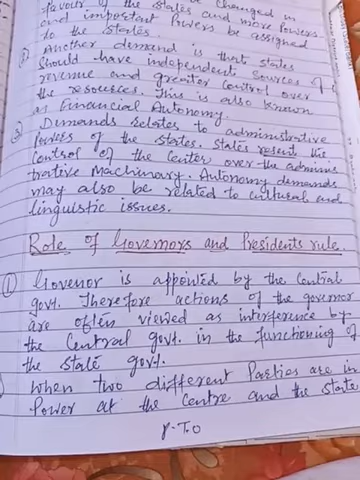 favour of the states and more Powers
and important Powers be assigned
to the states.
② Another demand is that states
Should have independent sources of
revenue and greater control over
the resources. This is also known
as Financial Autonomy.
③ Demands relates to administrative
Powers of the states. States resent the
control of the Center over the adminis
trative Machinary. Autonomy demands
may also be related to cultural and
linguistic issues.
Role of Governors and Presidents rule.
① Govenor is appointed by the Central
govt. Therefore actions of the governor
are often viewed as interference by
the Central govt. in the functioning of
the state govt.
When two different Parties are in
Power at the Centre and the state
P.T.O